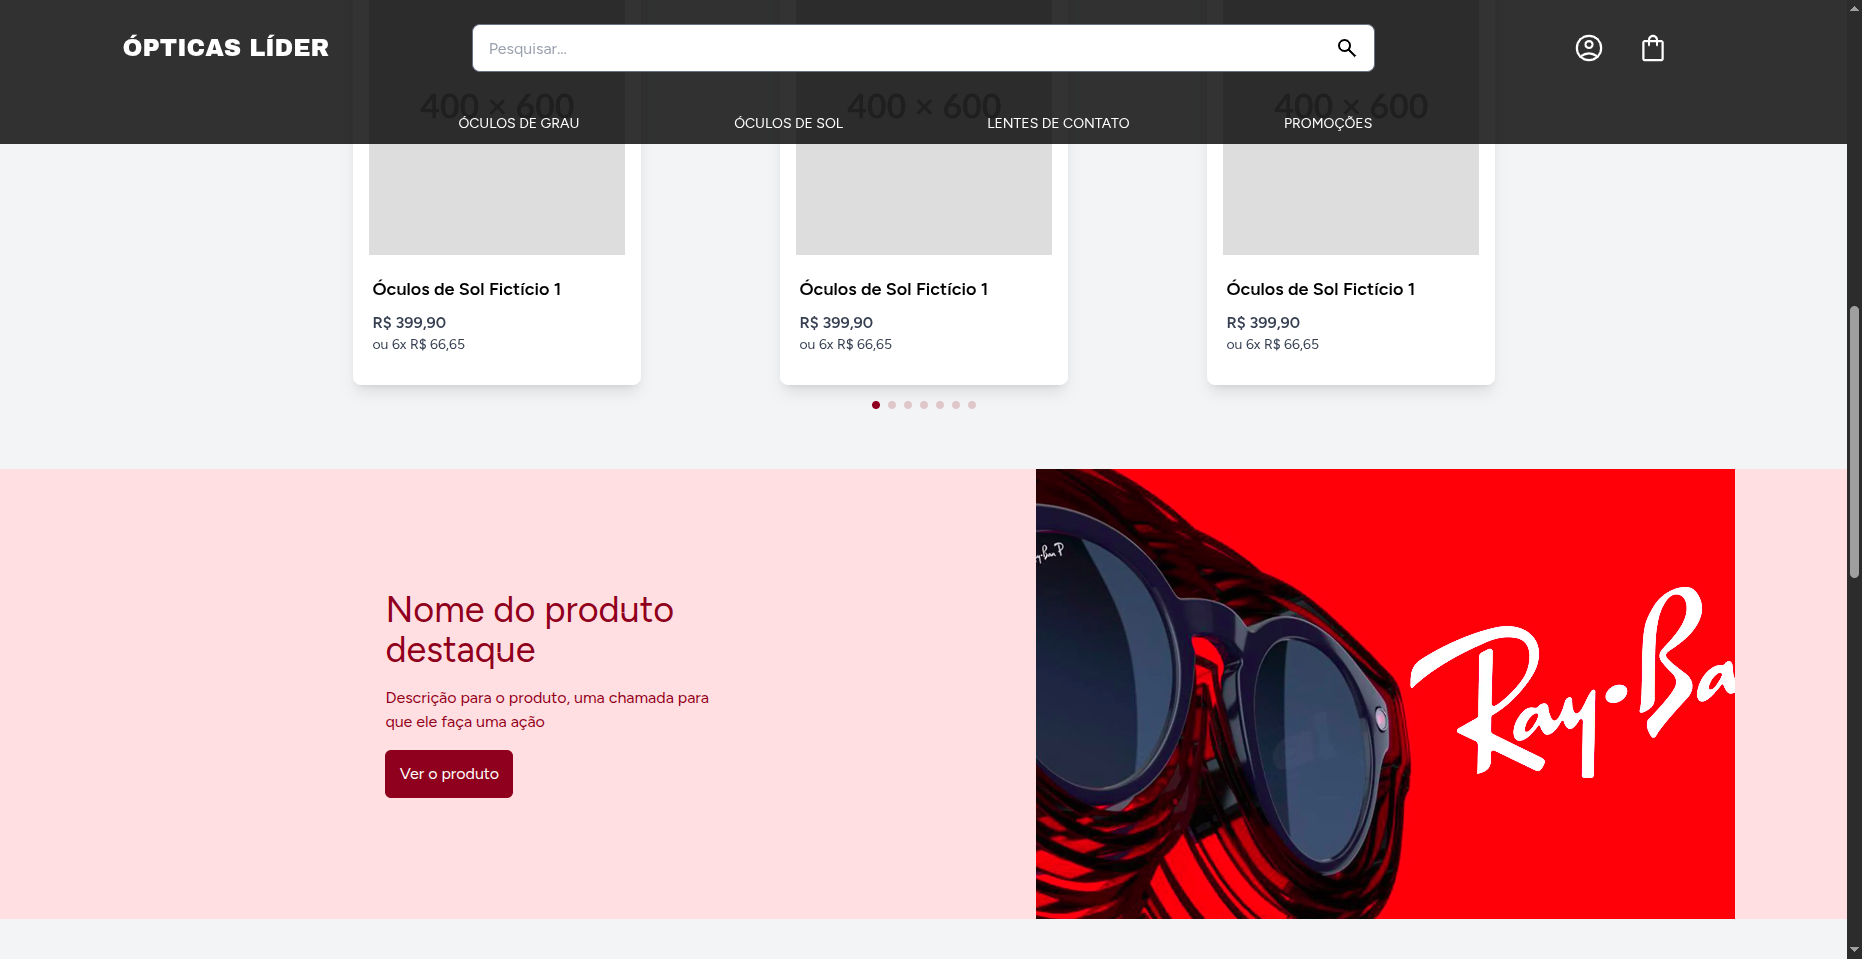 ÓPTICAS LÍDER
Pesquisar...
400 × 600
400 × 600
400 × 600
ÓCULOS DE GRAU
ÓCULOS DE SOL
LENTES DE CONTATO
PROMOÇÕES
Óculos de Sol Fictício 1
R$ 399,90
ou 6x R$ 66,65
Óculos de Sol Fictício 1
R$ 399,90
ou 6x R$ 66,65
Óculos de Sol Fictício 1
R$ 399,90
ou 6x R$ 66,65
Nome do produto
destaque
Descrição para o produto, uma chamada para
que ele faça uma ação
Ver o produto
Ray-Ba